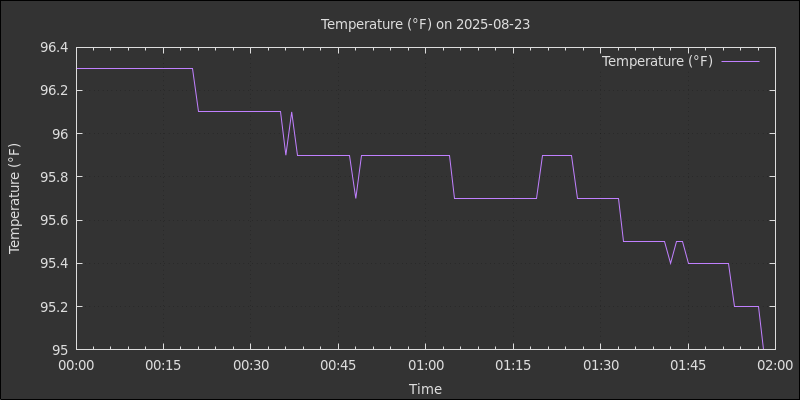 Temperature (°F) on 2025-08-23
Temperature (°F)
96.4
96.2
96
95.8
95.6
95.4
95.2
95
Temperature (°F)
00:00 00:15 00:30 00:45 01:00 01:15 01:30 01:45 02:00
Time